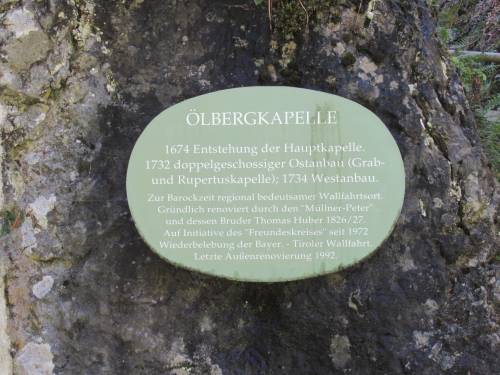 ÖLBERGKAPELLE
1674 Entstehung der Hauptkapelle.
1732 doppelgeschossiger Ostanbau (Grab-
und Rupertuskapelle); 1734 Westanbau.
Zur Barockzeit regional bedeutsamer Wallfahrtsort.
Gründlich renoviert durch den "Müllner-Peter"
und dessen Bruder Thomas Huber 1826/27.
Auf Initiative des "Freundeskreises" seit 1972
Wiederbelebung der Bayer. - Tiroler Wallfahrt.
Letzte Außenrenovierung 1992.